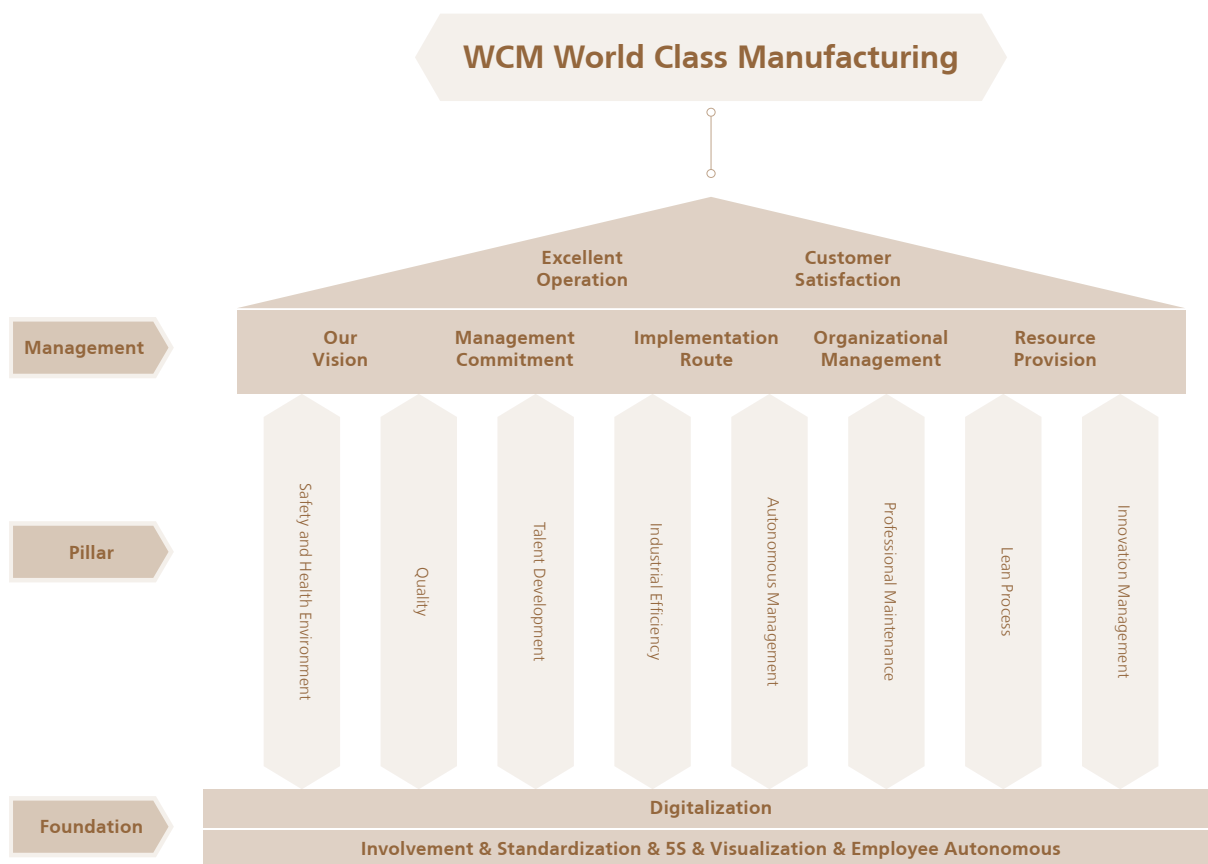 WCM World Class Manufacturing
Excellent
Operation
Customer
Satisfaction
Management
Our
Vision
Management
Commitment
Implementation
Route
Organizational
Management
Resource
Provision
Pillar
Safety and Health Environment
Quality
Talent Development
Industrial Efficiency
Autonomous Management
Professional Maintenance
Lean Process
Innovation Management
Foundation
Digitalization
Involvement & Standardization & 5S & Visualization & Employee Autonomous